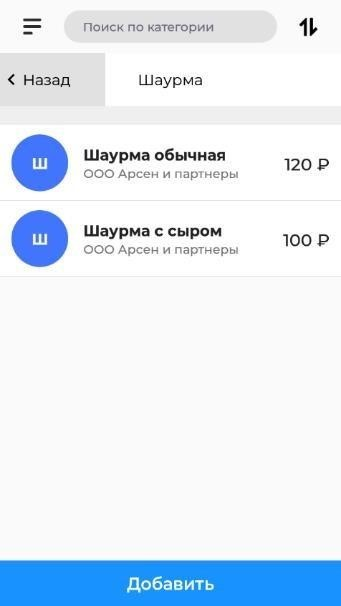 Поиск по категории
Назад
Шаурма
Ш
Шаурма обычная
ООО Арсен и партнеры
120 ₽
Ш
Шаурма с сыром
ООО Арсен и партнеры
100 ₽
Добавить